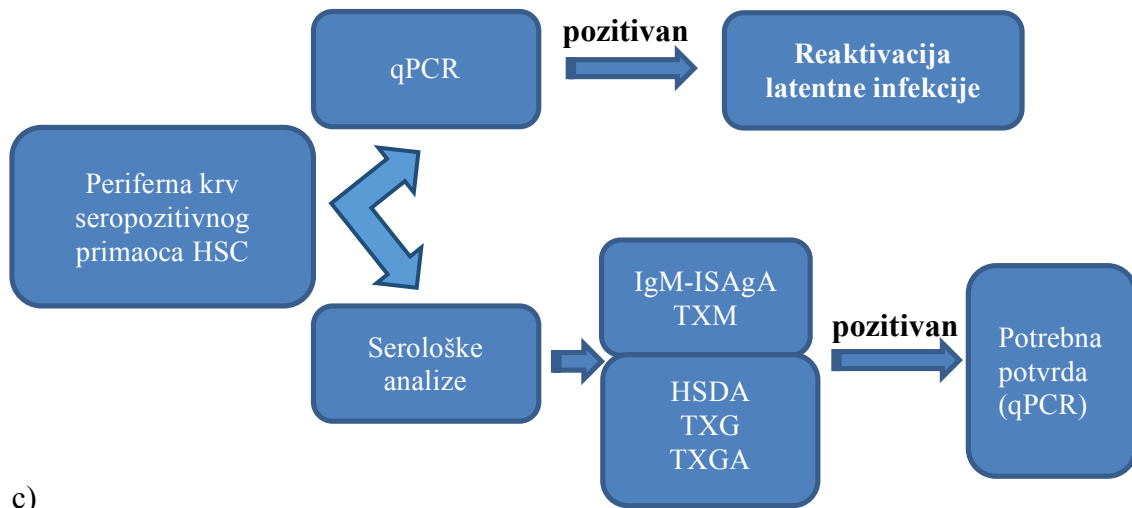 qPCR
pozitivan
Reaktivacija
latentne infekcije
Periferna krv
seropozitivnog
primaoca HSC
Serološke
analize
IgM-ISAgA
TXM
HSDA
TXG
TXGA
pozitivan
Potrebna
potvrda
(qPCR)
c)